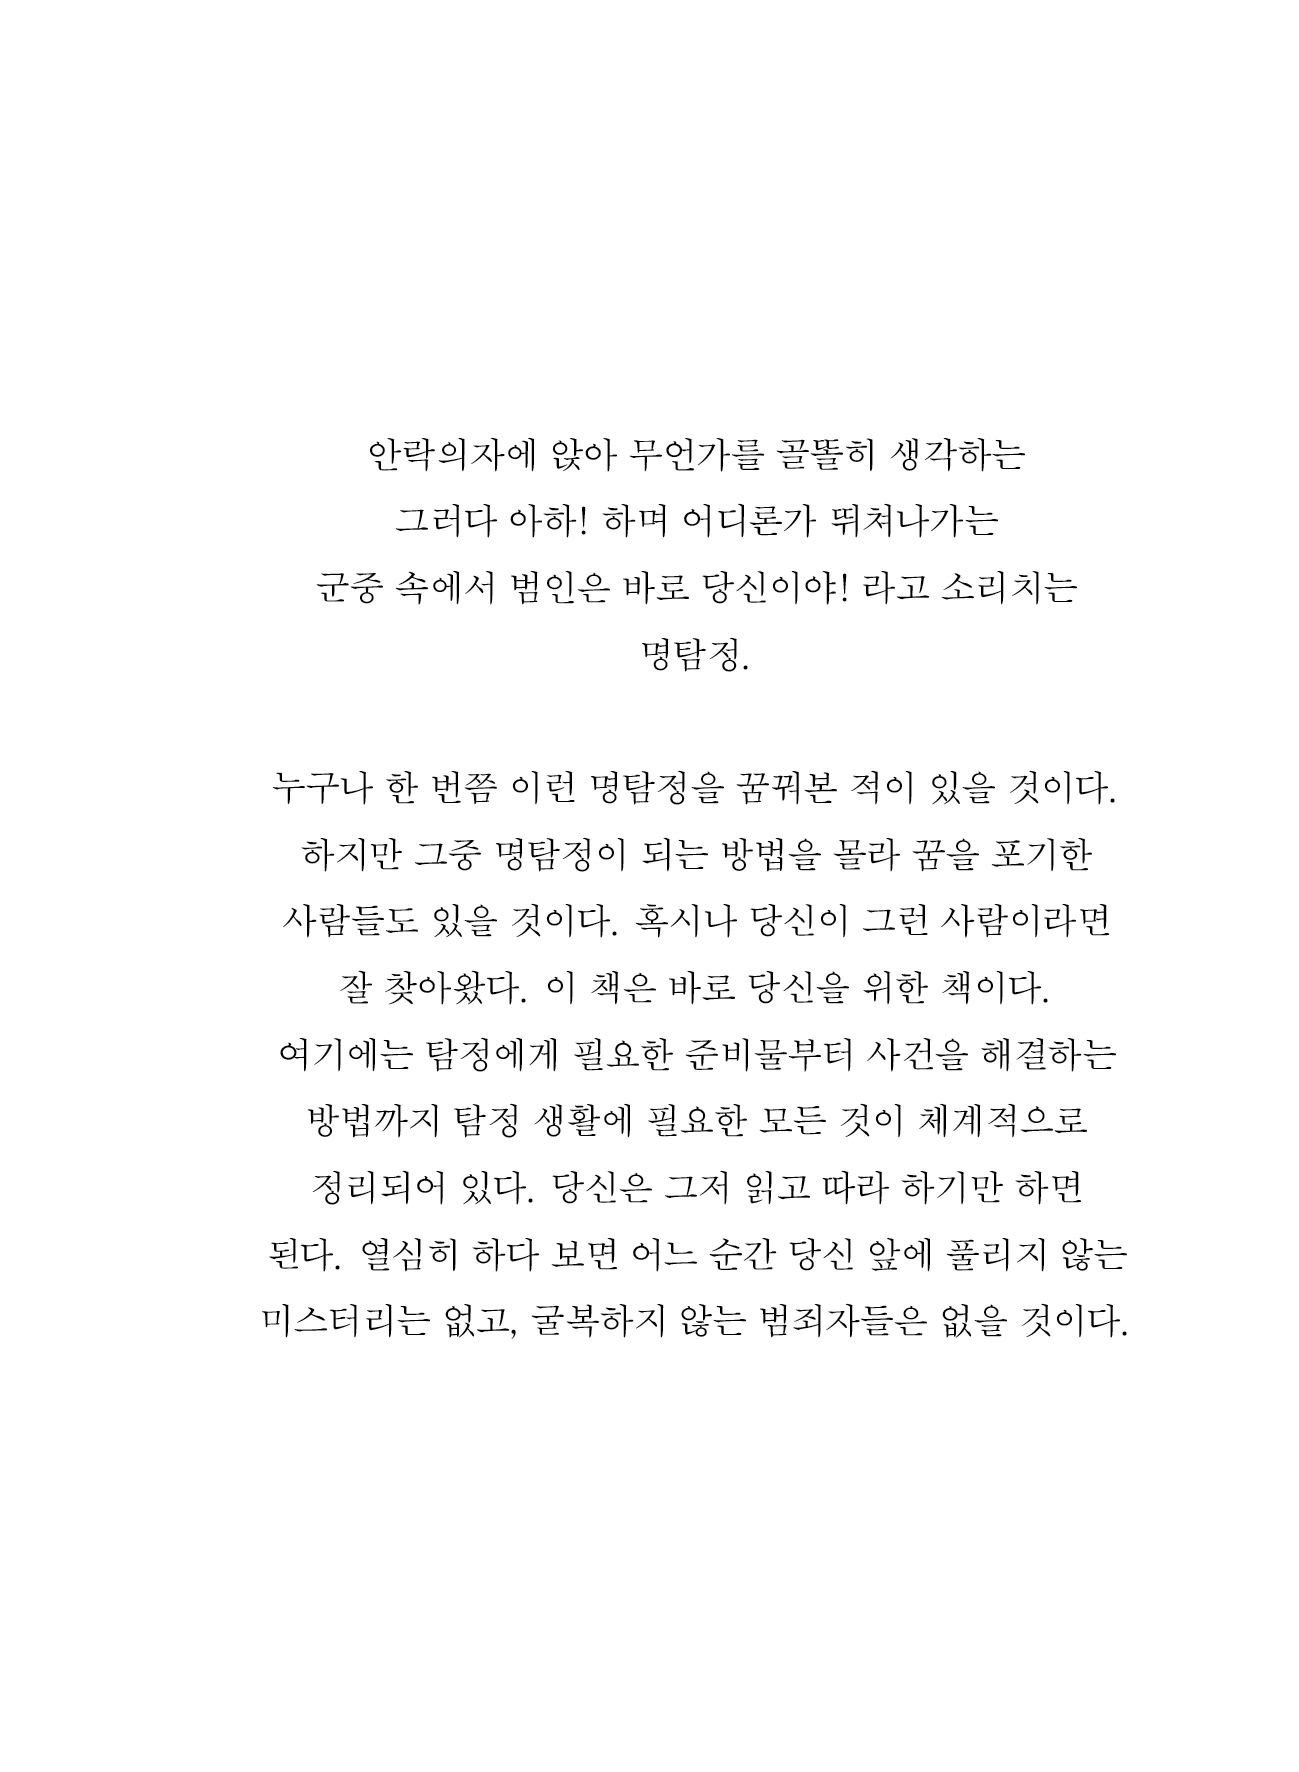 안락의자에 앉아 무언가를 골똘히 생각하는
그러다 아하! 하며 어디론가 뛰쳐나가는
군중 속에서 범인은 바로 당신이야! 라고 소리치는
명탐정.
누구나 한 번쯤 이런 명탐정을 꿈꿔본 적이 있을 것이다.
하지만 그중 명탐정이 되는 방법을 몰라 꿈을 포기한
사람들도 있을 것이다. 혹시나 당신이 그런 사람이라면
잘 찾아왔다. 이 책은 바로 당신을 위한 책이다.
여기에는 탐정에게 필요한 준비물부터 사건을 해결하는
방법까지 탐정 생활에 필요한 모든 것이 체계적으로
정리되어 있다. 당신은 그저 읽고 따라 하기만 하면
된다. 열심히 하다 보면 어느 순간 당신 앞에 풀리지 않는
미스터리는 없고, 굴복하지 않는 범죄자들은 없을 것이다.